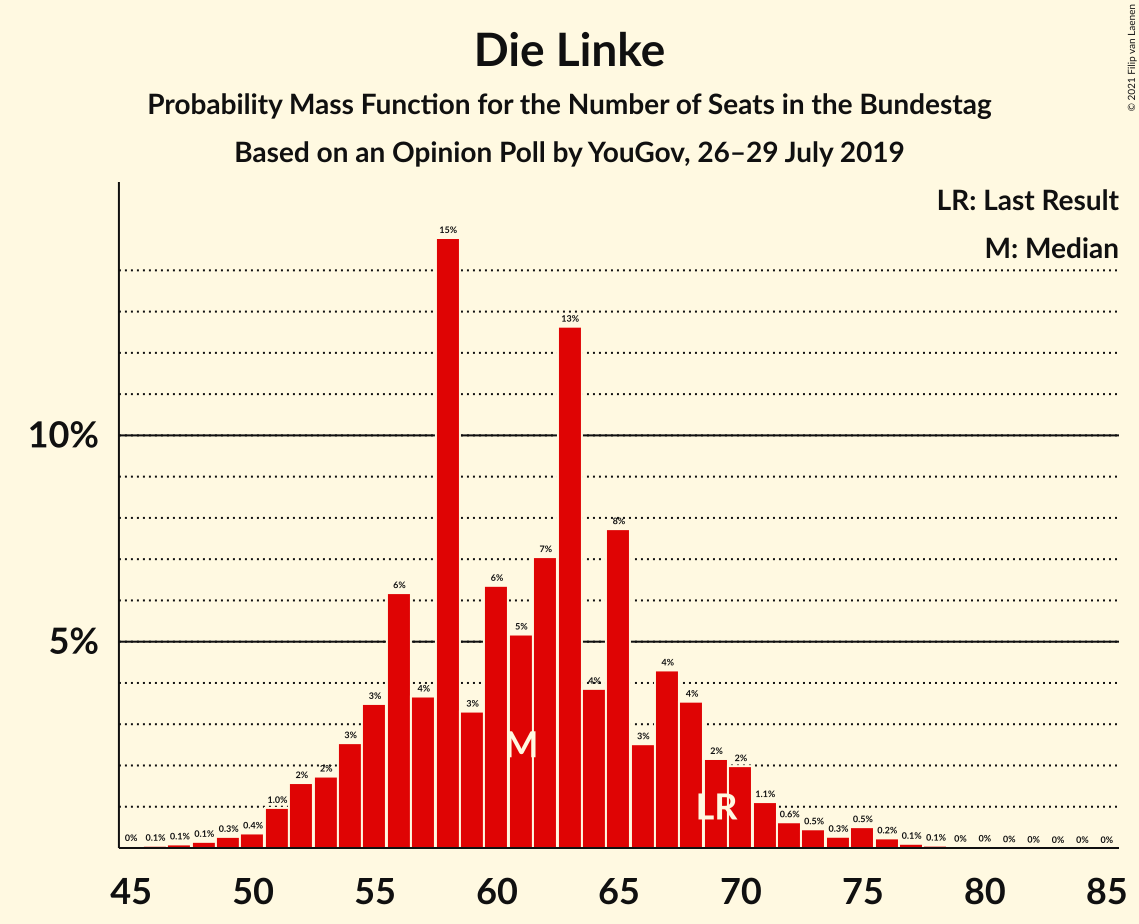 Die Linke
Probability Mass Function for the Number of Seats in the Bundestag
Based on an Opinion Poll by YouGov, 26–29 July 2019
© 2021 Filip van Laenen
LR: Last Result
M: Median
10%
5%
0% 0.1% 0.1% 0.1% 0.3% 0.4% 1.0% 2% 2% 3% 3% 6% 4% 15% 3% 6% 5% 7% 13% 4% 8% 3% 4% 4% 2% 2% 1.1% 0.6% 0.5% 0.3% 0.5% 0.2% 0.1% 0.1% 0% 0% 0% 0% 0% 0% 0%
M
LR
45 50 55 60 65 70 75 80 85